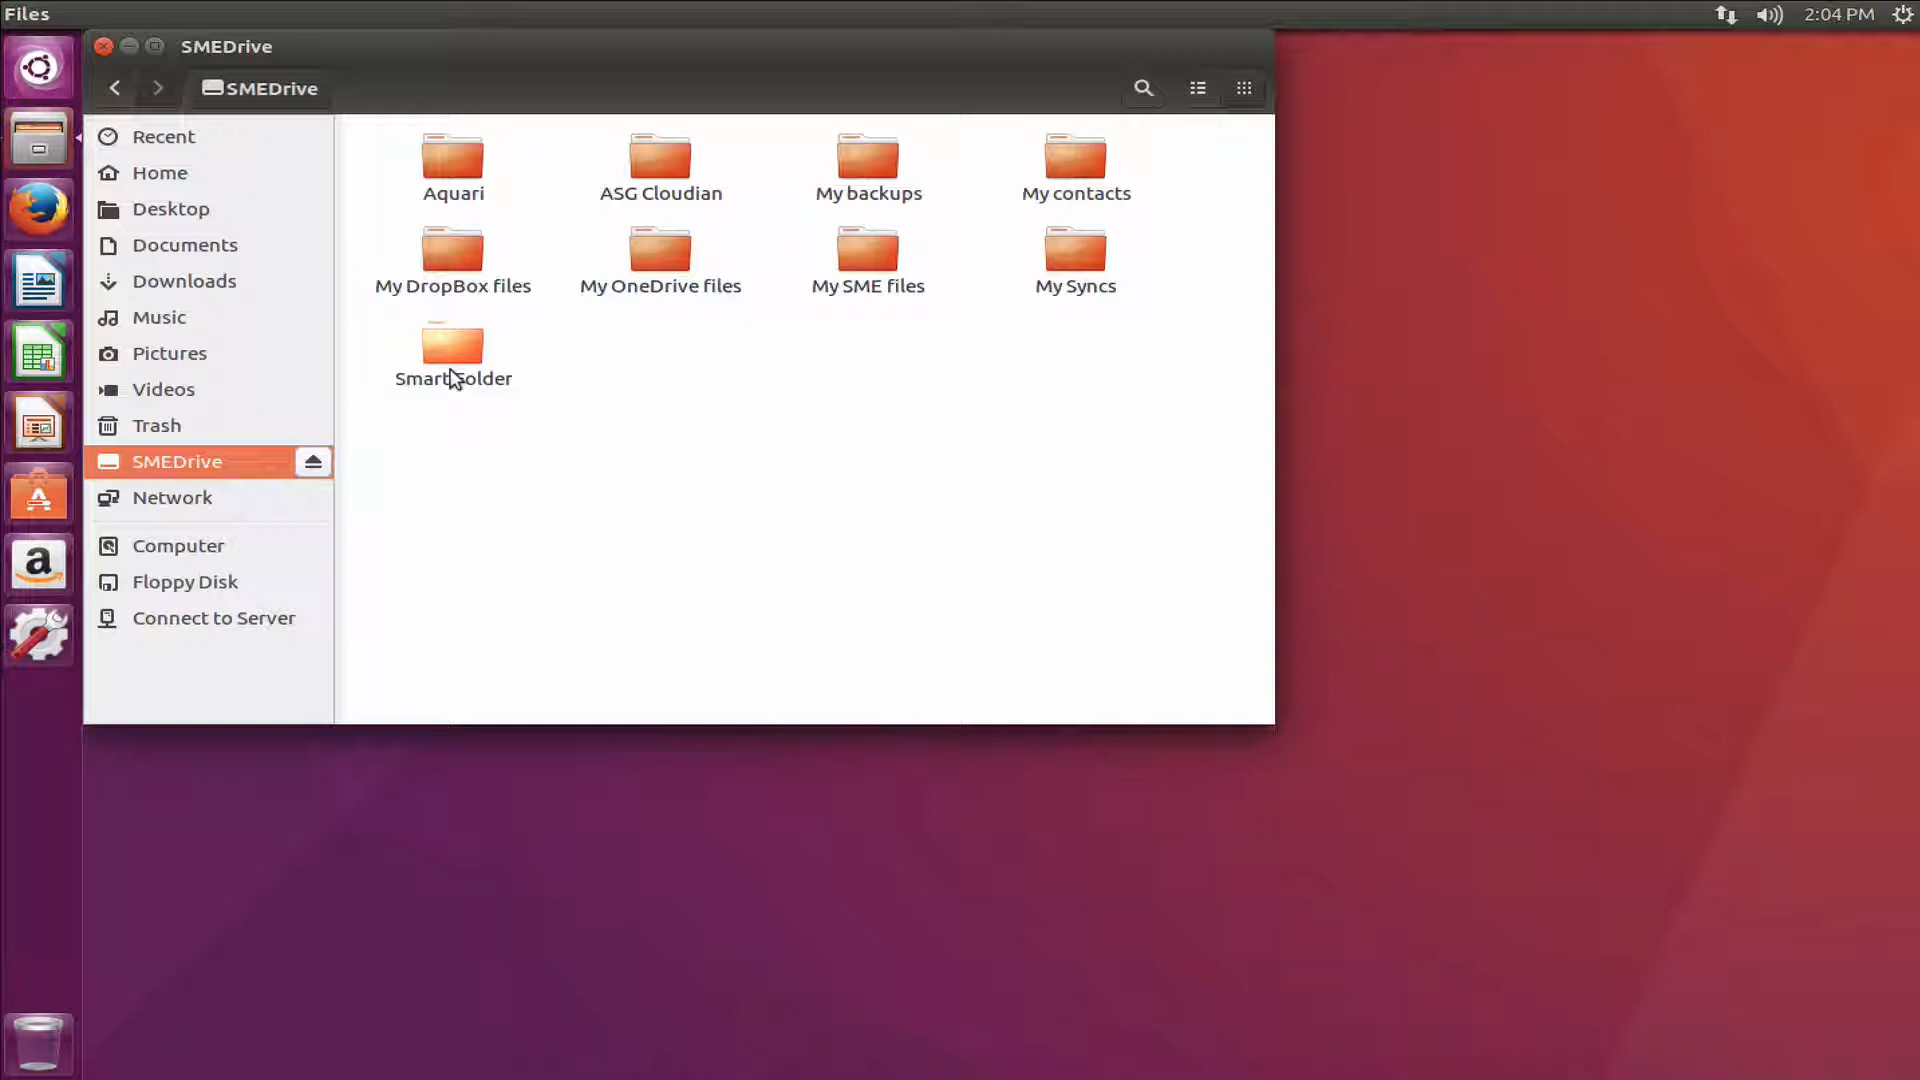 Files
2:04 PM
SMEDrive
SMEDrive
Recent
Home
Desktop
Documents
Downloads
Music
Pictures
Videos
Trash
SMEDrive
Network
Computer
Floppy Disk
Connect to Server
Aquari
ASG Cloudian
My backups
My contacts
My DropBox files
My OneDrive files
My SME files
My Syncs
Smart Folder
a